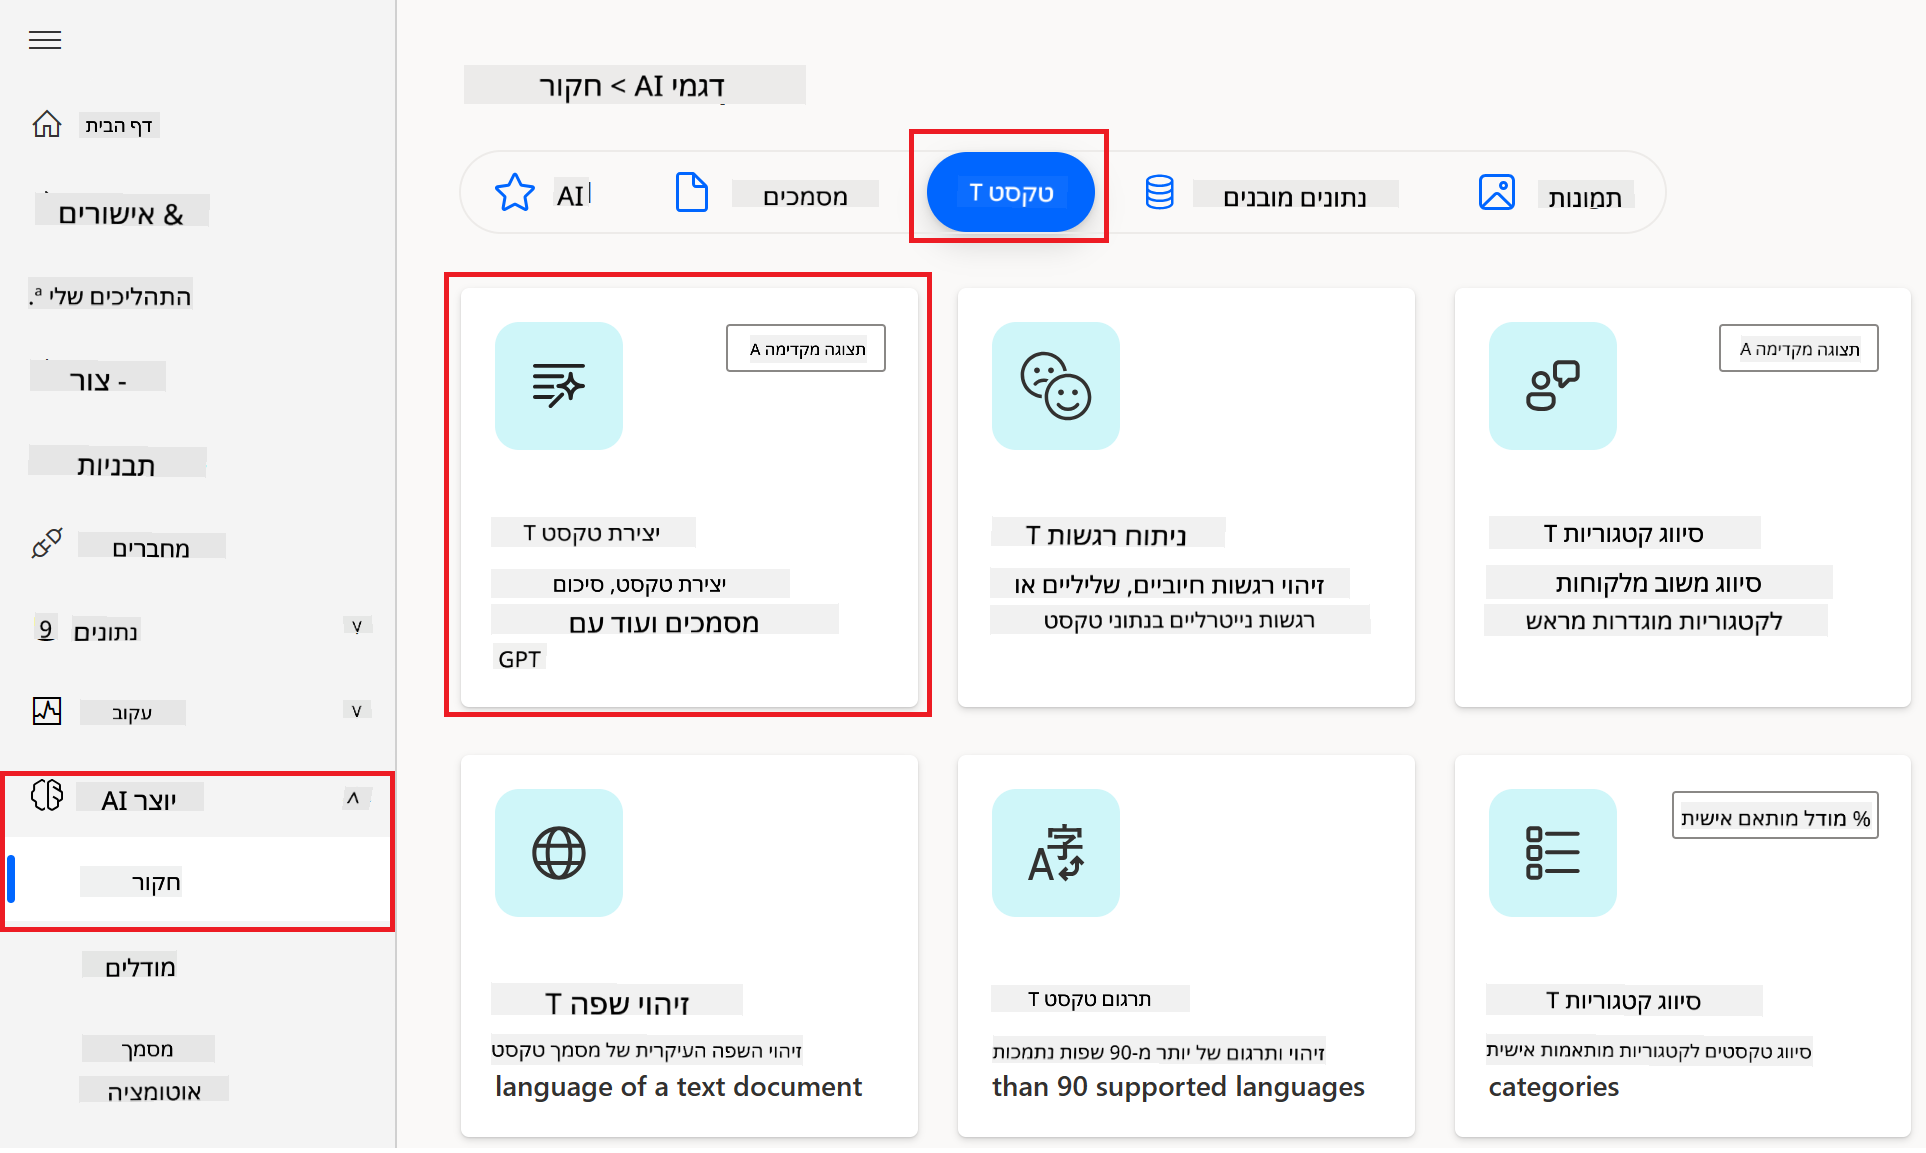 דף הבית
אישורים &
התהליכים שלי ª.
צור -
תבניות
מחברים
9 נתונים
עקוב
יוצר AI
חקור
מודלים
מסמך
אוטומציה
דגמי AI > חקור
AI
מסמכים
טקסט T
נתונים מובנים
תמונות
תצוגה מקדימה A
יצירת טקסט T
יצירת טקסט, סיכום
מסמכים ועוד עם
GPT
ניתוח רגשות T
זיהוי רגשות חיוביים, שליליים או
רגשות נייטרליים בנתוני טקסט
תצוגה מקדימה A
סיווג קטגוריות T
סיווג משוב מלקוחות
לקטגוריות מוגדרות מראש
זיהוי שפה T
זיהוי השפה העיקרית של מסמך טקסט
language of a text document
תרגום טקסט T
זיהוי ותרגום של יותר מ-90 שפות נתמכות
than 90 supported languages
% מודל מותאם אישית
סיווג קטגוריות T
סיווג טקסטים לקטגוריות מותאמות אישית
categories